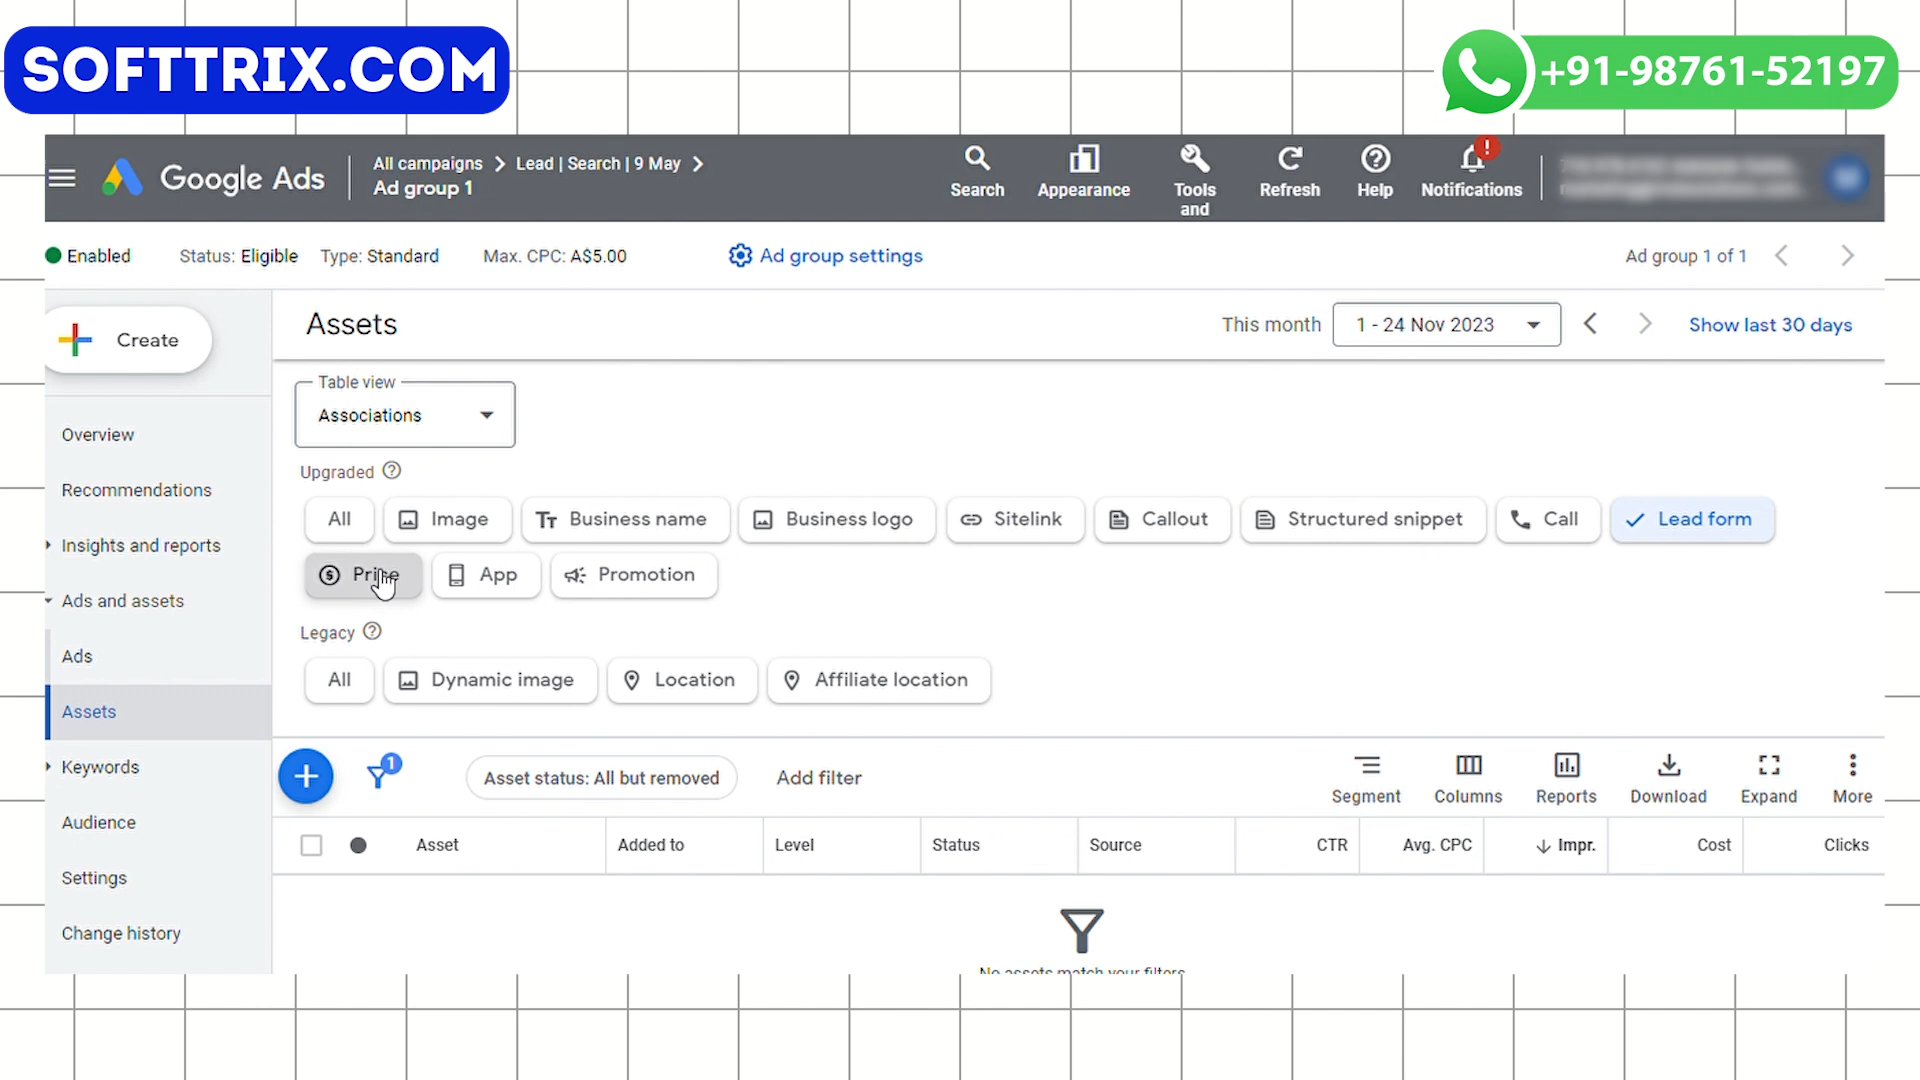 SOFTTRIX.COM
+91-98761-52197
Google Ads
All campaigns > Lead | Search | 9 May >
Ad group 1
Search
Appearance
Tools and
Refresh
Help
!
Notifications
Enabled
Status: Eligible
Type: Standard
Max. CPC: A$5.00
Ad group settings
Ad group 1 of 1
Create
Assets
This month
1 - 24 Nov 2023
Show last 30 days
Table view
Associations
Overview
Recommendations
Insights and reports
Ads and assets
Ads
Assets
Keywords
Audience
Settings
Change history
Upgraded
All
Image
Business name
Business logo
Sitelink
Callout
Structured snippet
Call
Lead form
Price
App
Promotion
Legacy
All
Dynamic image
Location
Affiliate location
1
Asset status: All but removed
Add filter
Segment
Columns
Reports
Download
Expand
More
Asset
Added to
Level
Status
Source
CTR
Avg. CPC
Impr.
Cost
Clicks
No assets match your filters